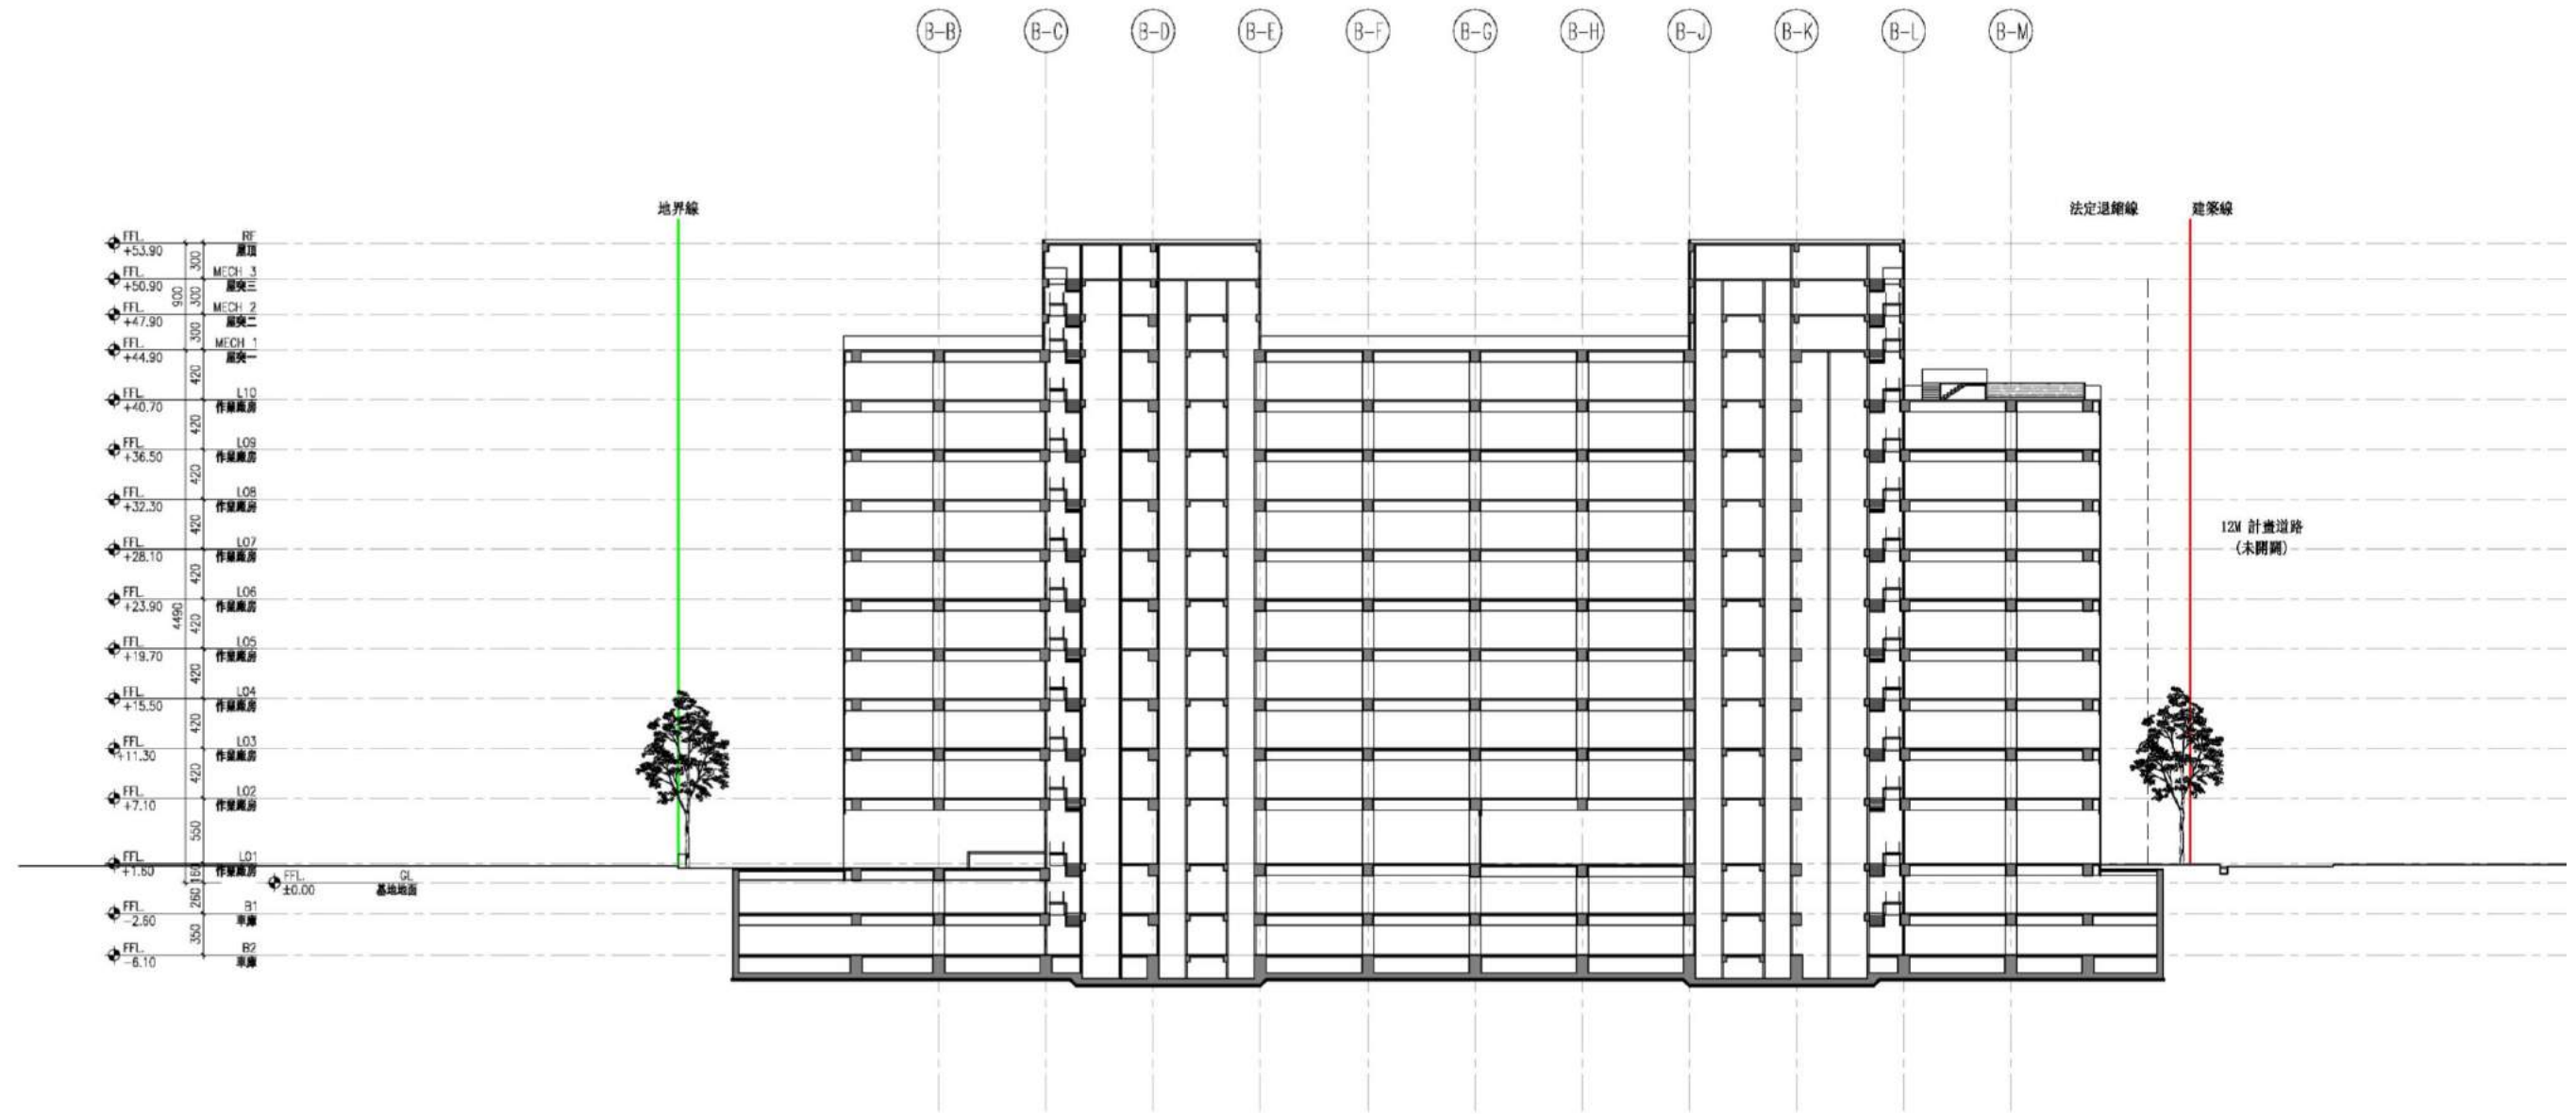 B-B
B-C
B-D
B-E
B-F
B-G
B-H
B-J
B-K
B-L
B-M
地界線
法定退縮線
建築線
FFL. RF
+53.90 屋頂
300
FFL. MECH 3
+50.90 屋突三
900
300
FFL. MECH 2
+47.90 屋突二
300
FFL. MECH 1
+44.90 屋突一
420
FFL. L10
+40.70 作業廠房
420
FFL. L09
+36.50 作業廠房
420
FFL. L08
+32.30 作業廠房
420
FFL. L07
+28.10 作業廠房
420
FFL. L06
+23.90 作業廠房
4490
420
FFL. L05
+19.70 作業廠房
420
FFL. L04
+15.50 作業廠房
420
FFL. L03
+11.30 作業廠房
420
FFL. L02
+7.10 作業廠房
550
FFL. L01
+1.60 作業廠房
160
FFL. GL
±0.00 基地地面
260
FFL. B1
-2.60 車庫
350
FFL. B2
-6.10 車庫
12M 計畫道路
(未開闢)